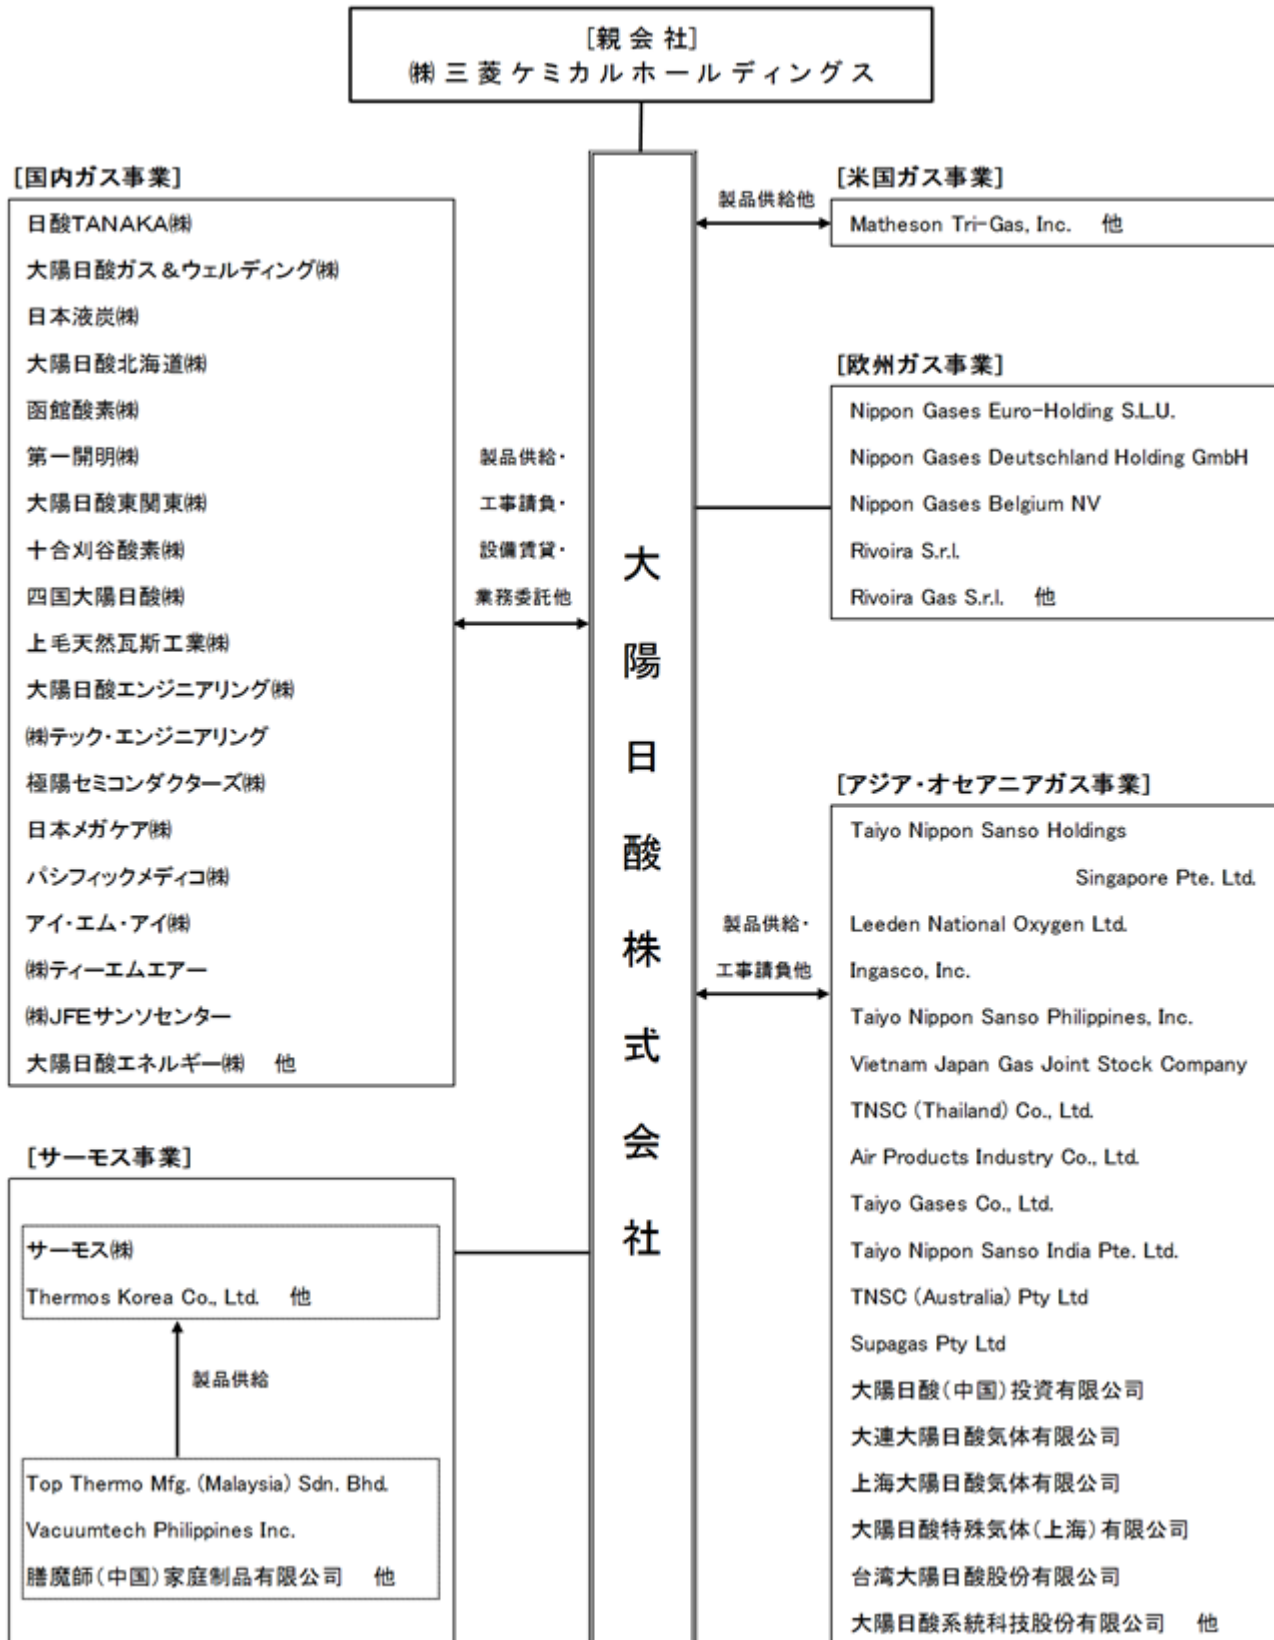 [親会社]
㈱三菱ケミカルホールディングス
[国内ガス事業]
日酸TANAKA㈱
大陽日酸ガス＆ウェルディング㈱
日本液炭㈱
大陽日酸北海道㈱
函館酸素㈱
第一開明㈱
大陽日酸東関東㈱
十合刈谷酸素㈱
四国大陽日酸㈱
上毛天然瓦斯工業㈱
大陽日酸エンジニアリング㈱
㈱テック・エンジニアリング
極陽セミコンダクターズ㈱
日本メガケア㈱
パシフィックメディコ㈱
アイ・エム・アイ㈱
㈱ティーエムエアー
㈱JFEサンソセンター
大陽日酸エネルギー㈱　他
製品供給・
工事請負・
設備賃貸・
業務委託他
[サーモス事業]
サーモス㈱
Thermos Korea Co., Ltd.　他
製品供給
Top Thermo Mfg. (Malaysia) Sdn. Bhd.
Vacuumtech Philippines Inc.
膳魔師(中国)家庭制品有限公司　他
大陽日酸株式会社
製品供給他
[米国ガス事業]
Matheson Tri-Gas, Inc.　他
[欧州ガス事業]
Nippon Gases Euro-Holding S.L.U.
Nippon Gases Deutschland Holding GmbH
Nippon Gases Belgium NV
Rivoira S.r.l.
Rivoira Gas S.r.l.　他
製品供給・
工事請負他
[アジア・オセアニアガス事業]
Taiyo Nippon Sanso Holdings
Singapore Pte. Ltd.
Leeden National Oxygen Ltd.
Ingasco, Inc.
Taiyo Nippon Sanso Philippines, Inc.
Vietnam Japan Gas Joint Stock Company
TNSC (Thailand) Co., Ltd.
Air Products Industry Co., Ltd.
Taiyo Gases Co., Ltd.
Taiyo Nippon Sanso India Pte. Ltd.
TNSC (Australia) Pty Ltd
Supagas Pty Ltd
大陽日酸(中国)投資有限公司
大連大陽日酸気体有限公司
上海大陽日酸気体有限公司
大陽日酸特殊気体(上海)有限公司
台湾大陽日酸股份有限公司
大陽日酸系統科技股份有限公司　他